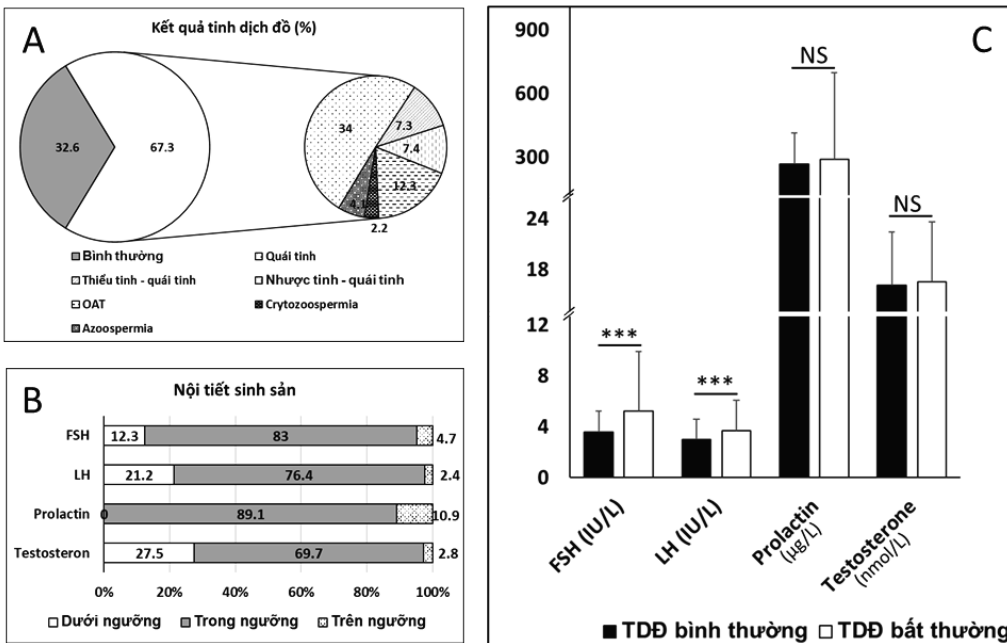 A
Kết quả tinh dịch đồ (%)
32.6
67.3
34
7.3
7.4
12.3
4.1
2.2
Bình thường
Quái tinh
Thiểu tinh - quái tinh
Nhược tinh - quái tinh
OAT
Crytozoospermia
Azoospermia
B
Nội tiết sinh sản
FSH 12.3 83 4.7
LH 21.2 76.4 2.4
Prolactin 0 89.1 10.9
Testosteron 27.5 69.7 2.8
0% 20% 40% 60% 80% 100%
Dưới ngưỡng Trong ngưỡng Trên ngưỡng
C
900
600
300
24
18
12
8
4
0
***
***
NS
NS
FSH (IU/L)
LH (IU/L)
Prolactin
(µg/L)
Testosterone
(nmol/L)
TDĐ bình thường TDĐ bất thường